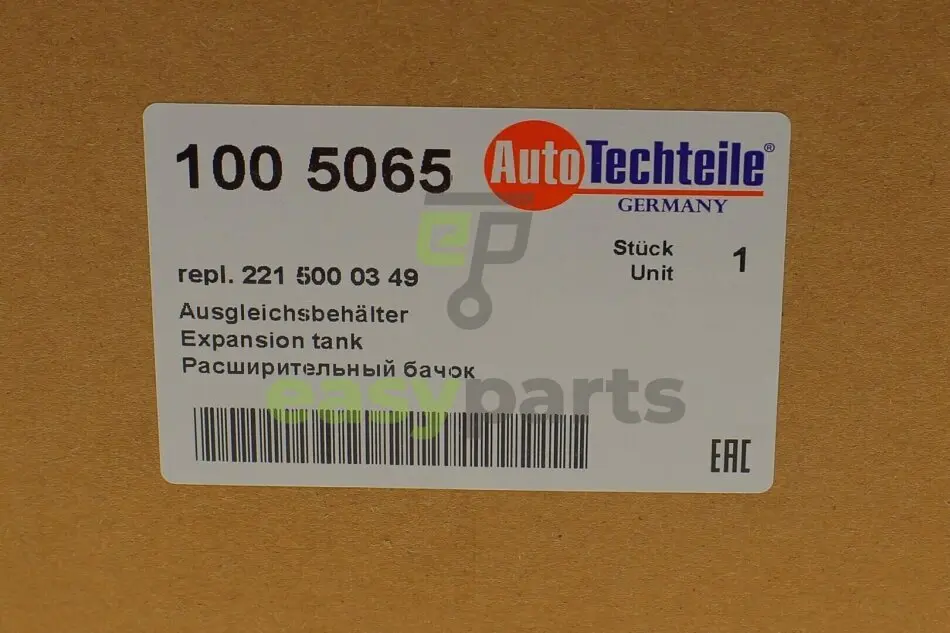 100 5065
AutoTechteile®
GERMANY
Stück 1
Unit
repl. 221 500 03 49
Ausgleichsbehälter
Expansion tank
Расширительный бачок
EAC
ep
easyparts